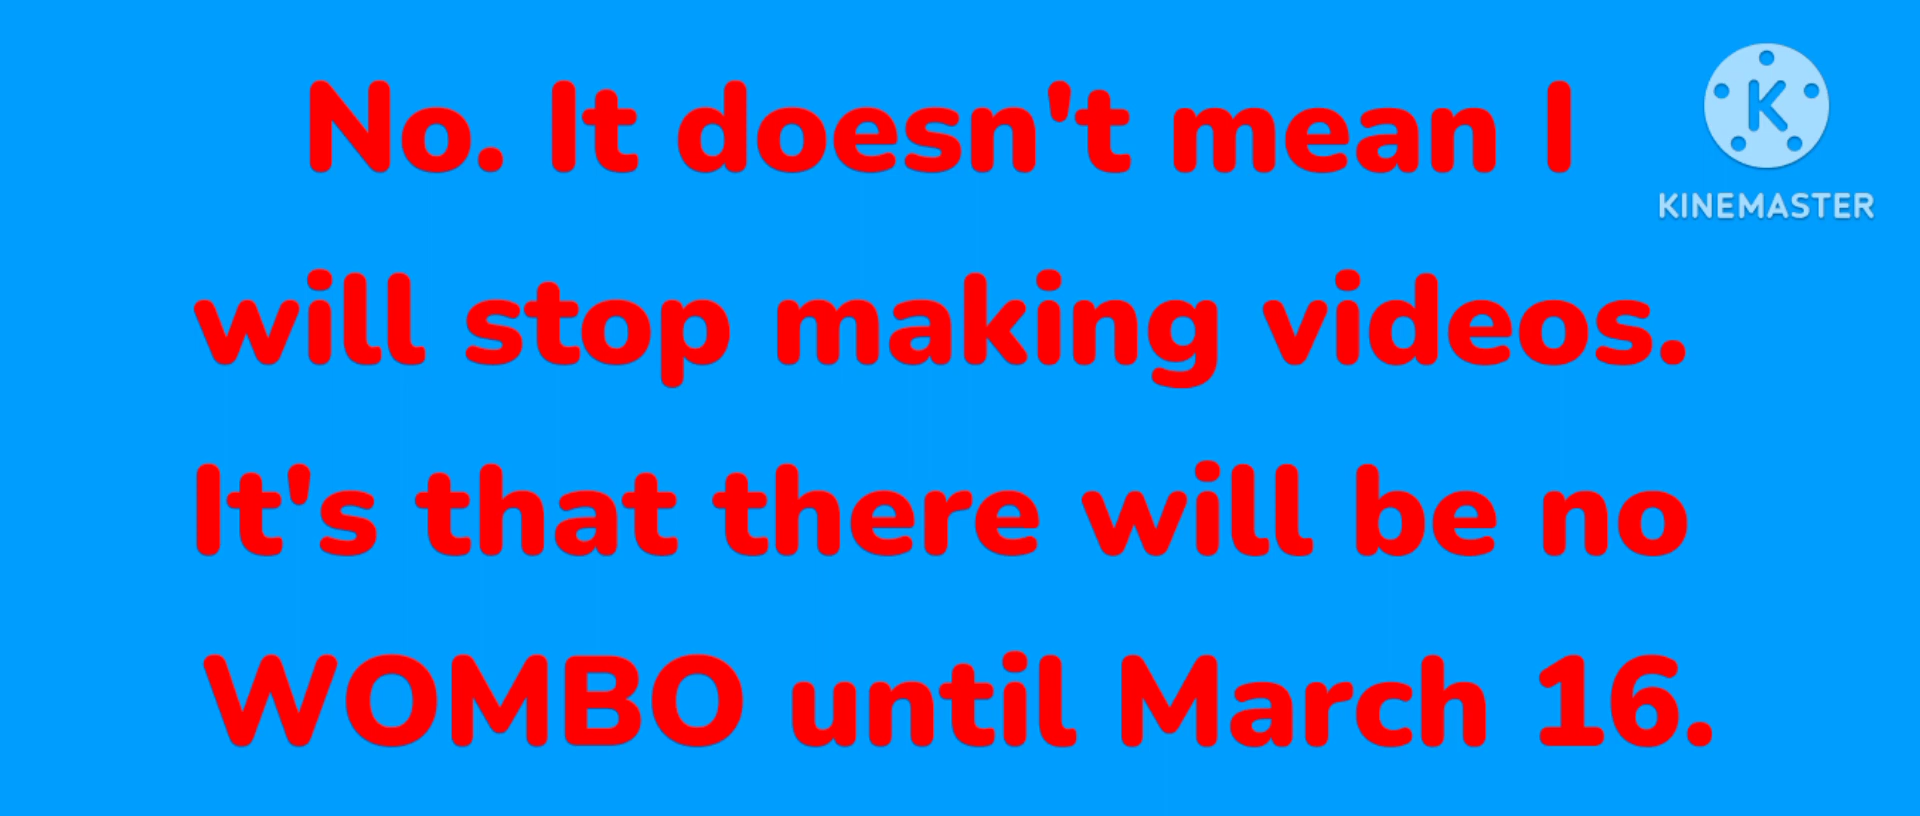 No. It doesn't mean I
will stop making videos.
It's that there will be no
WOMBO until March 16.
K
KINEMASTER